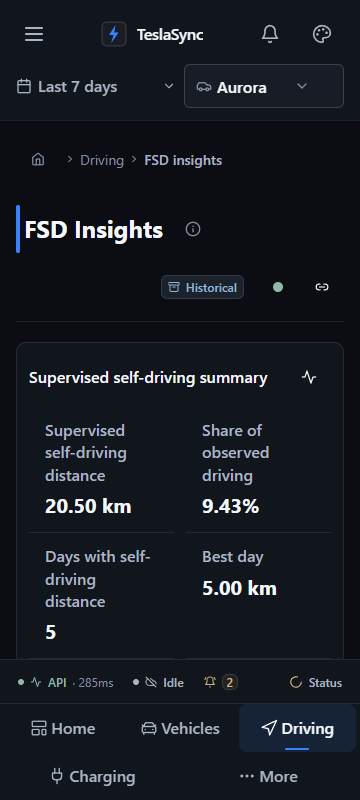 TeslaSync
Last 7 days
Aurora
Driving
FSD insights
FSD Insights
Historical
Supervised self-driving summary
Supervised
self-driving
distance
20.50 km
Share of
observed
driving
9.43%
Days with self-
driving
distance
5
Best day
5.00 km
API · 285ms
Idle
2
Status
Home
Vehicles
Driving
Charging
More